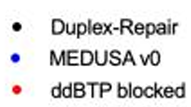 Duplex-Repair
MEDUSA v0
ddBTP blocked